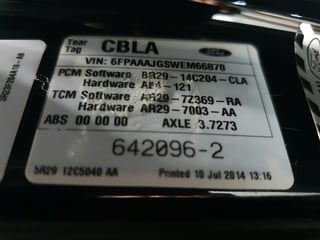 Tear Tag CBLA Ford
VIN: 6FPAAAJGSWEM66870
PCM Software BR29-14C204-CLA
Hardware AE4-121
TCM Software AR29-7Z369-RA
Hardware AR29-7003-AA
ABS 00 00 00 AXLE 3.7273
642096-2
5R29 12C5040 AA Printed 10 Jul 2014 13:16